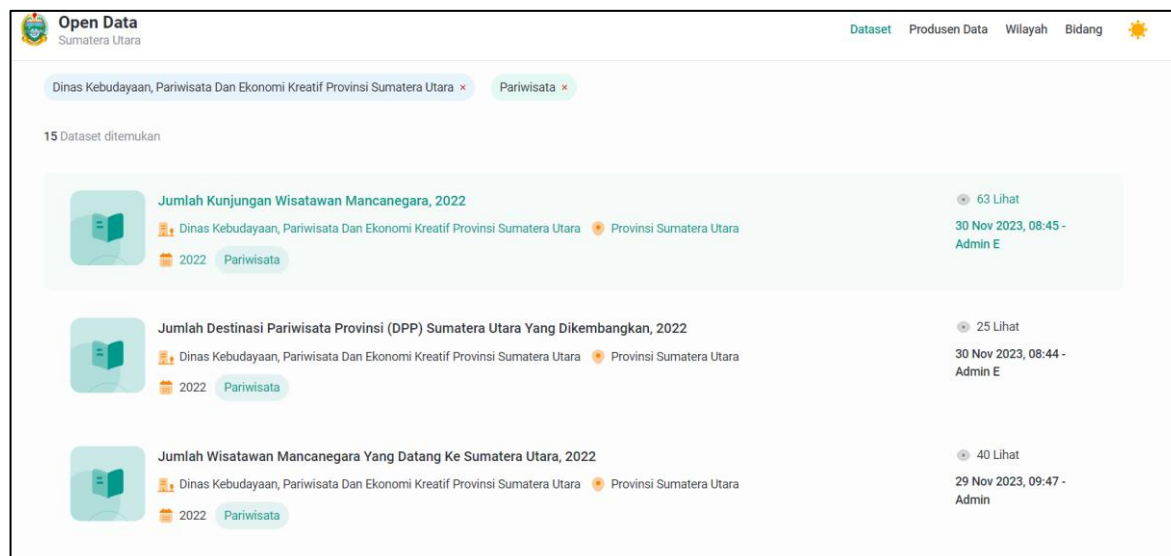 Open Data
Sumatera Utara
Dataset Produsen Data Wilayah Bidang
Dinas Kebudayaan, Pariwisata Dan Ekonomi Kreatif Provinsi Sumatera Utara × Pariwisata ×
15 Dataset ditemukan
Jumlah Kunjungan Wisatawan Mancanegara, 2022
63 Lihat
Dinas Kebudayaan, Pariwisata Dan Ekonomi Kreatif Provinsi Sumatera Utara Provinsi Sumatera Utara
30 Nov 2023, 08:45 -
Admin E
2022 Pariwisata
Jumlah Destinasi Pariwisata Provinsi (DPP) Sumatera Utara Yang Dikembangkan, 2022
25 Lihat
Dinas Kebudayaan, Pariwisata Dan Ekonomi Kreatif Provinsi Sumatera Utara Provinsi Sumatera Utara
30 Nov 2023, 08:44 -
Admin E
2022 Pariwisata
Jumlah Wisatawan Mancanegara Yang Datang Ke Sumatera Utara, 2022
40 Lihat
Dinas Kebudayaan, Pariwisata Dan Ekonomi Kreatif Provinsi Sumatera Utara Provinsi Sumatera Utara
29 Nov 2023, 09:47 -
Admin
2022 Pariwisata